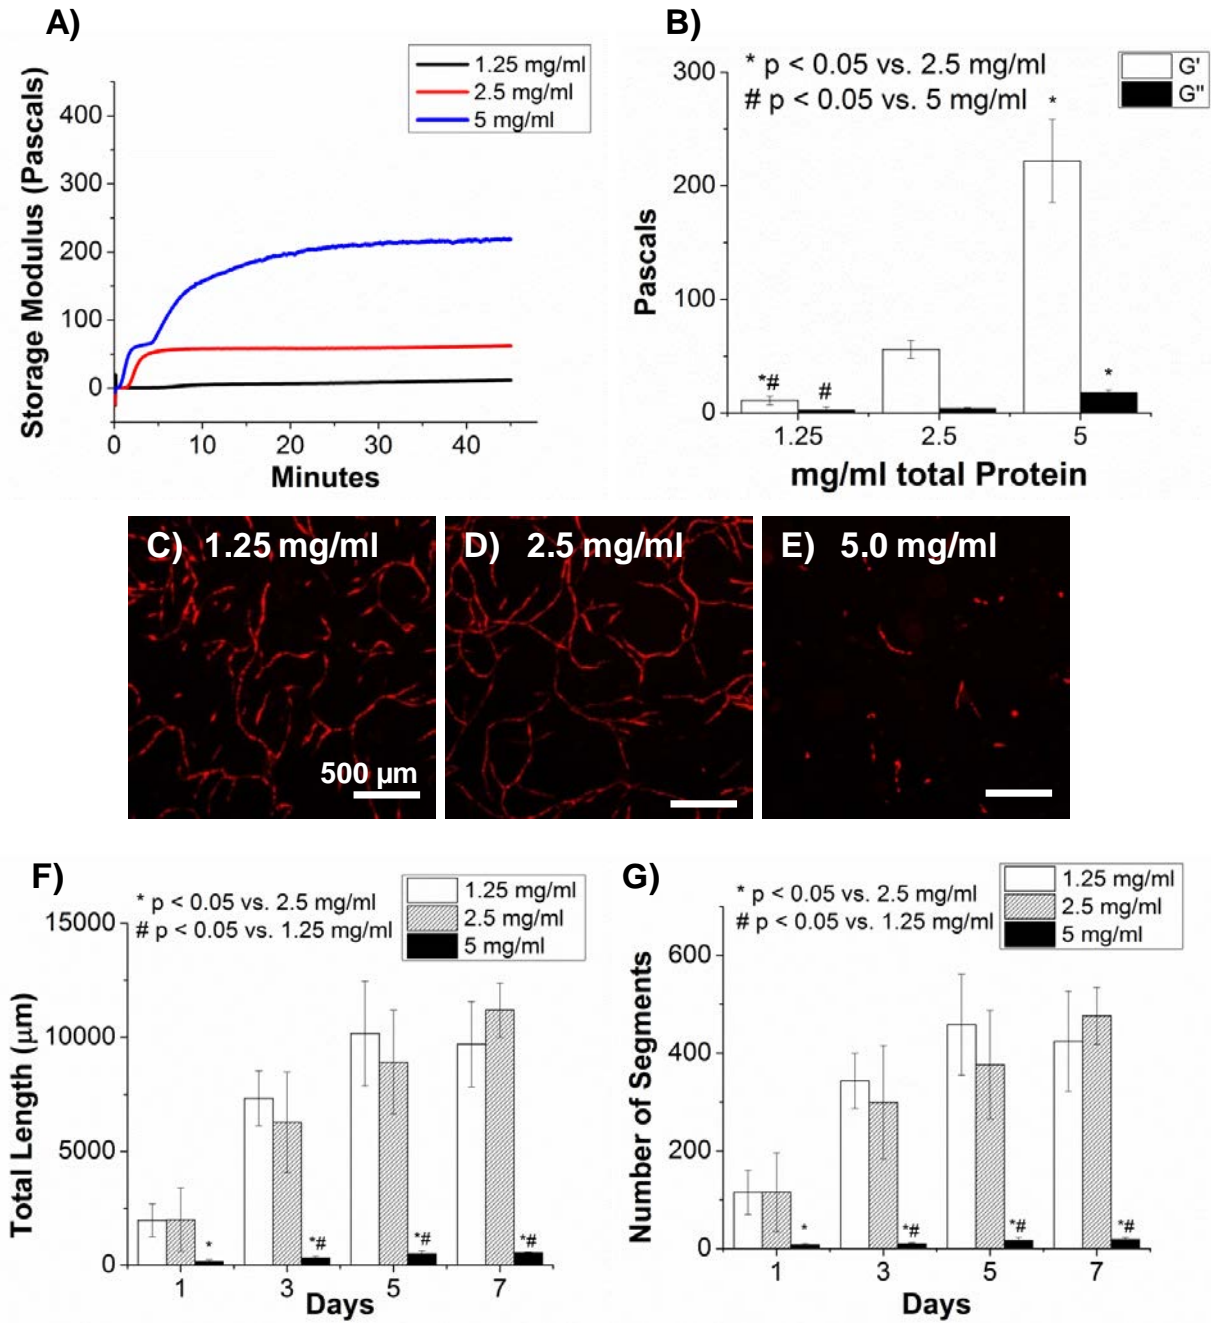 A)
1.25 mg/ml
2.5 mg/ml
5 mg/ml
Storage Modulus (Pascals)
400
300
200
100
0
0 10 20 30 40
Minutes
B)
* p < 0.05 vs. 2.5 mg/ml
# p < 0.05 vs. 5 mg/ml
G'
G"
Pascals
300
200
100
0
*#
#
*
*
1.25 2.5 5
mg/ml total Protein
C) 1.25 mg/ml
500 µm
D) 2.5 mg/ml
E) 5.0 mg/ml
F)
* p < 0.05 vs. 2.5 mg/ml
# p < 0.05 vs. 1.25 mg/ml
1.25 mg/ml
2.5 mg/ml
5 mg/ml
Total Length (μm)
15000
10000
5000
0
*
*#
*#
*#
1 3 5 7
Days
G)
* p < 0.05 vs. 2.5 mg/ml
# p < 0.05 vs. 1.25 mg/ml
1.25 mg/ml
2.5 mg/ml
5 mg/ml
Number of Segments
600
400
200
0
*
*#
*#
*#
1 3 5 7
Days